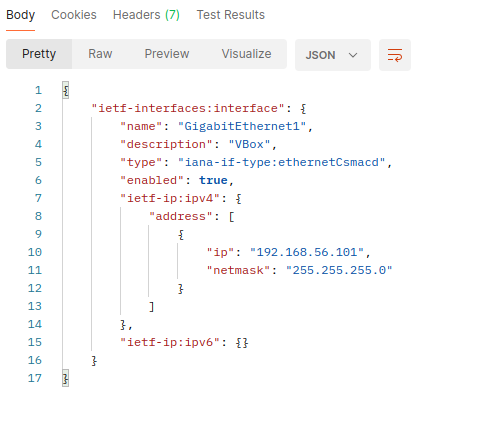 Body Cookies Headers (7) Test Results
Pretty Raw Preview Visualize JSON
1 {
2 "ietf-interfaces:interface": {
3 "name": "GigabitEthernet1",
4 "description": "VBox",
5 "type": "iana-if-type:ethernetCsmacd",
6 "enabled": true,
7 "ietf-ip:ipv4": {
8 "address": [
9 {
10 "ip": "192.168.56.101",
11 "netmask": "255.255.255.0"
12 }
13 ]
14 },
15 "ietf-ip:ipv6": {}
16 }
17 }